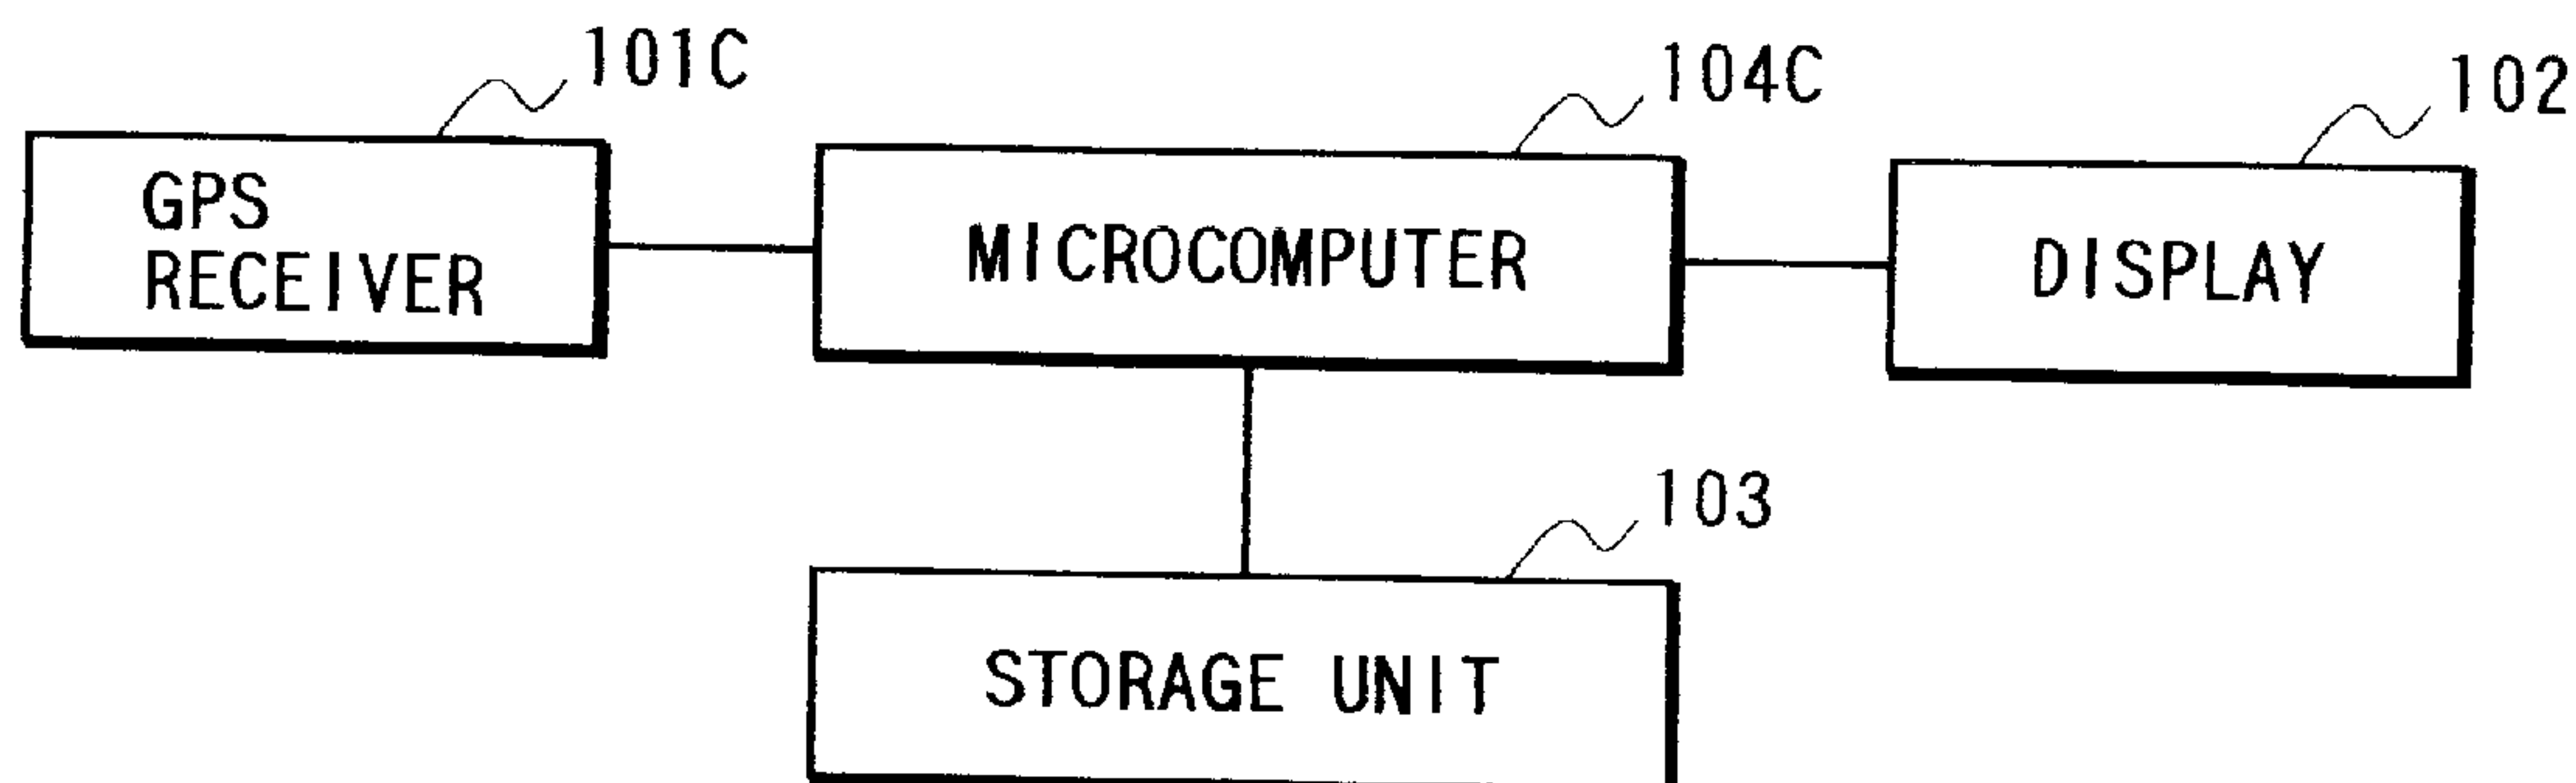 101C
104C
102
GPS
RECEIVER
MICROCOMPUTER
DISPLAY
103
STORAGE UNIT